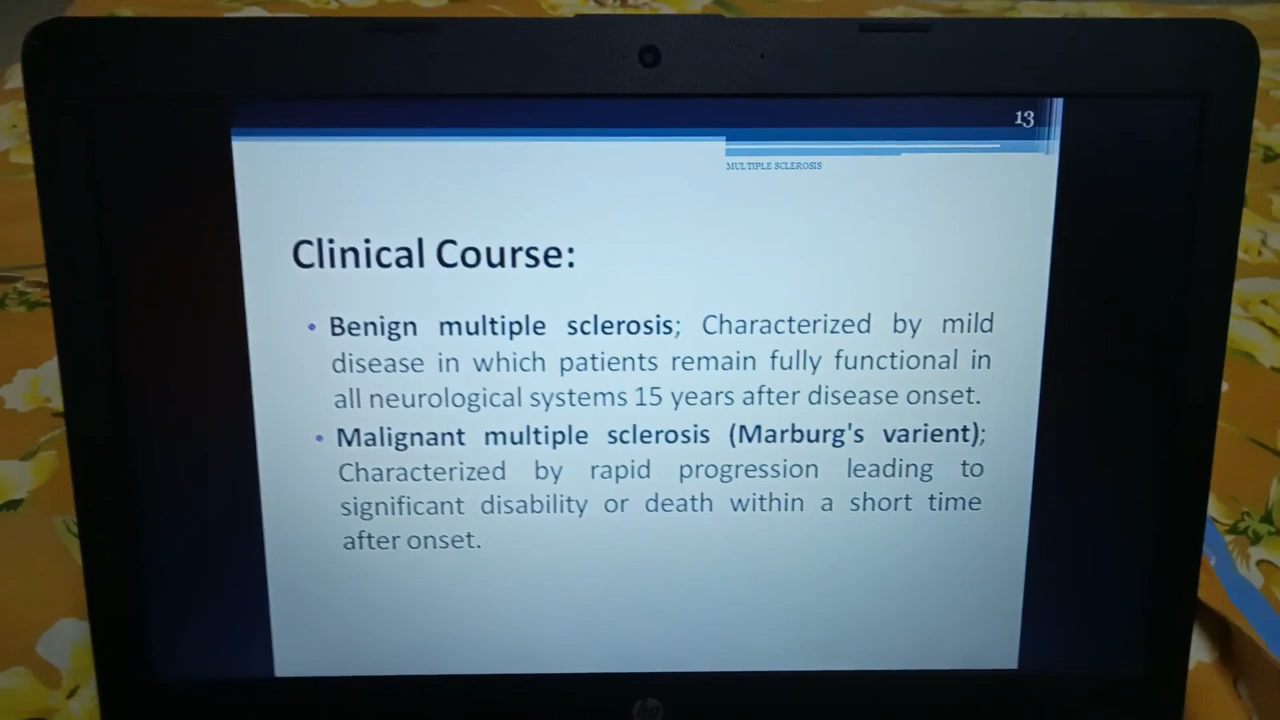 13
MULTIPLE SCLEROSIS
Clinical Course:
• Benign multiple sclerosis; Characterized by mild
disease in which patients remain fully functional in
all neurological systems 15 years after disease onset.
• Malignant multiple sclerosis (Marburg's varient);
Characterized by rapid progression leading to
significant disability or death within a short time
after onset.
hp